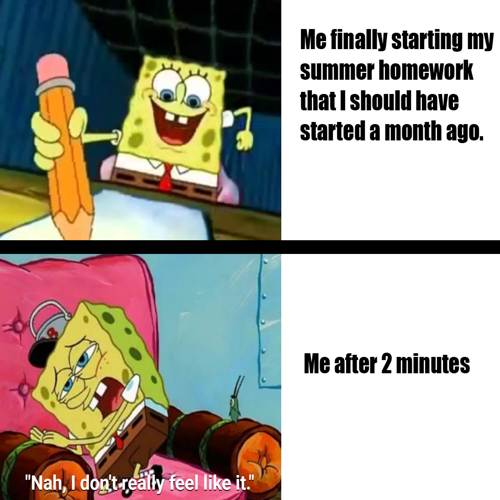 Me finally starting my
summer homework
that I should have
started a month ago.
Me after 2 minutes
"Nah, I don't really feel like it."